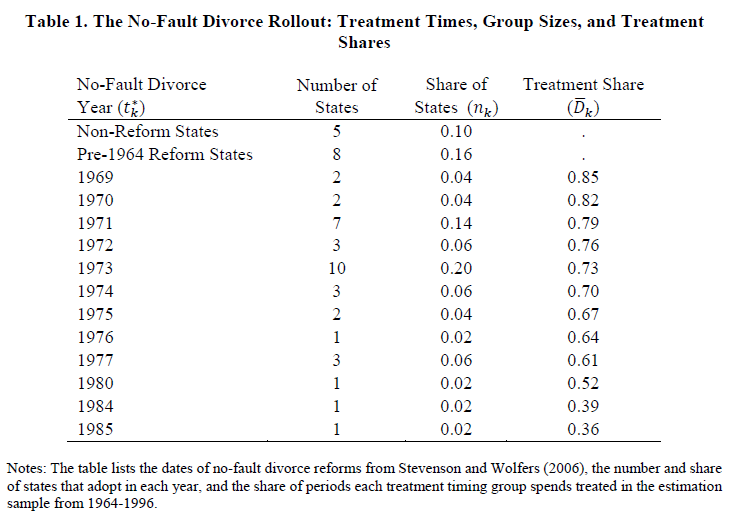 Table 1. The No-Fault Divorce Rollout: Treatment Times, Group Sizes, and Treatment
Shares
No-Fault Divorce Number of Share of Treatment Share
Year (t*k) States States (nk) (D̅k)
Non-Reform States 5 0.10 .
Pre-1964 Reform States 8 0.16 .
1969 2 0.04 0.85
1970 2 0.04 0.82
1971 7 0.14 0.79
1972 3 0.06 0.76
1973 10 0.20 0.73
1974 3 0.06 0.70
1975 2 0.04 0.67
1976 1 0.02 0.64
1977 3 0.06 0.61
1980 1 0.02 0.52
1984 1 0.02 0.39
1985 1 0.02 0.36
Notes: The table lists the dates of no-fault divorce reforms from Stevenson and Wolfers (2006), the number and share
of states that adopt in each year, and the share of periods each treatment timing group spends treated in the estimation
sample from 1964-1996.